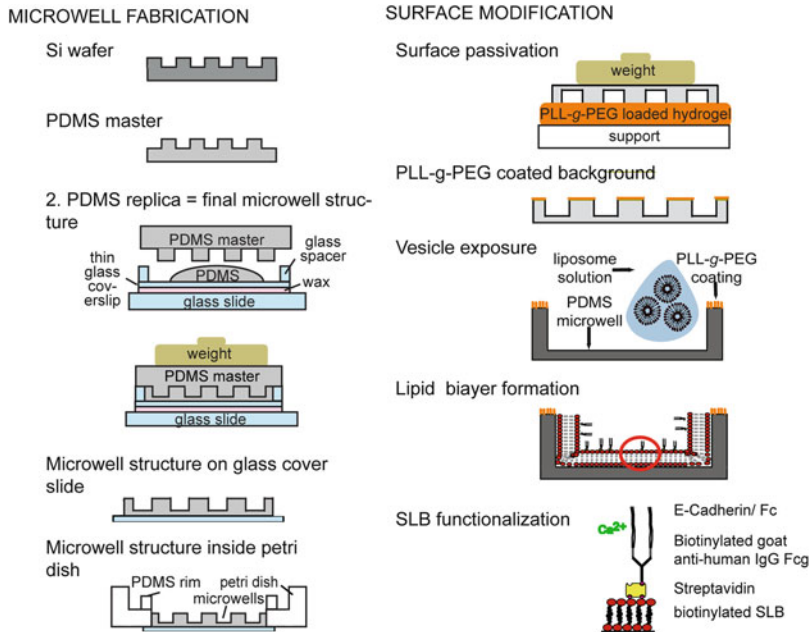 MICROWELL FABRICATION
Si wafer
PDMS master
2. PDMS replica = final microwell struc-
ture
PDMS master
glass
spacer
thin
glass
cov-
erslip
PDMS
wax
glass slide
weight
PDMS master
glass slide
Microwell structure on glass cover
slide
Microwell structure inside petri
dish
PDMS rim
petri dish
microwells
SURFACE MODIFICATION
Surface passivation
weight
PLL-g-PEG loaded hydrogel
support
PLL-g-PEG coated background
Vesicle exposure
liposome
solution
PLL-g-PEG
coating
PDMS
microwell
Lipid biayer formation
SLB functionalization
Ca2+
E-Cadherin/ Fc
Biotinylated goat
anti-human IgG Fcg
Streptavidin
biotinylated SLB